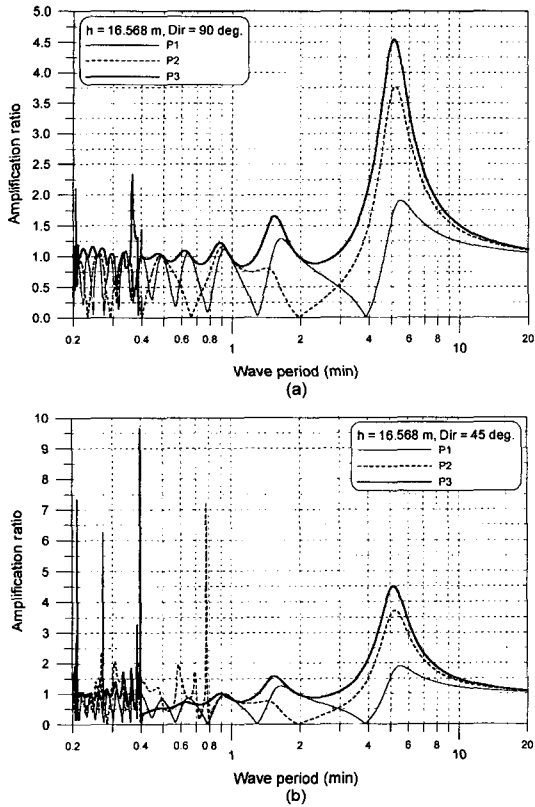 5.0
h = 16.568 m, Dir = 90 deg.
4.5
P1
P2
4.0
P3
3.5
3.0
2.5
2.0
1.5
1.0
0.5
0.0
Amplification ratio
0.2 0.4 0.6 0.8 1 2 4 6 8 10 20
Wave period (min)
(a)
10
h = 16.568 m, Dir = 45 deg.
9
P1
P2
8
P3
7
6
5
4
3
2
1
0
Amplification ratio
0.2 0.4 0.6 0.8 1 2 4 6 8 10 20
Wave period (min)
(b)